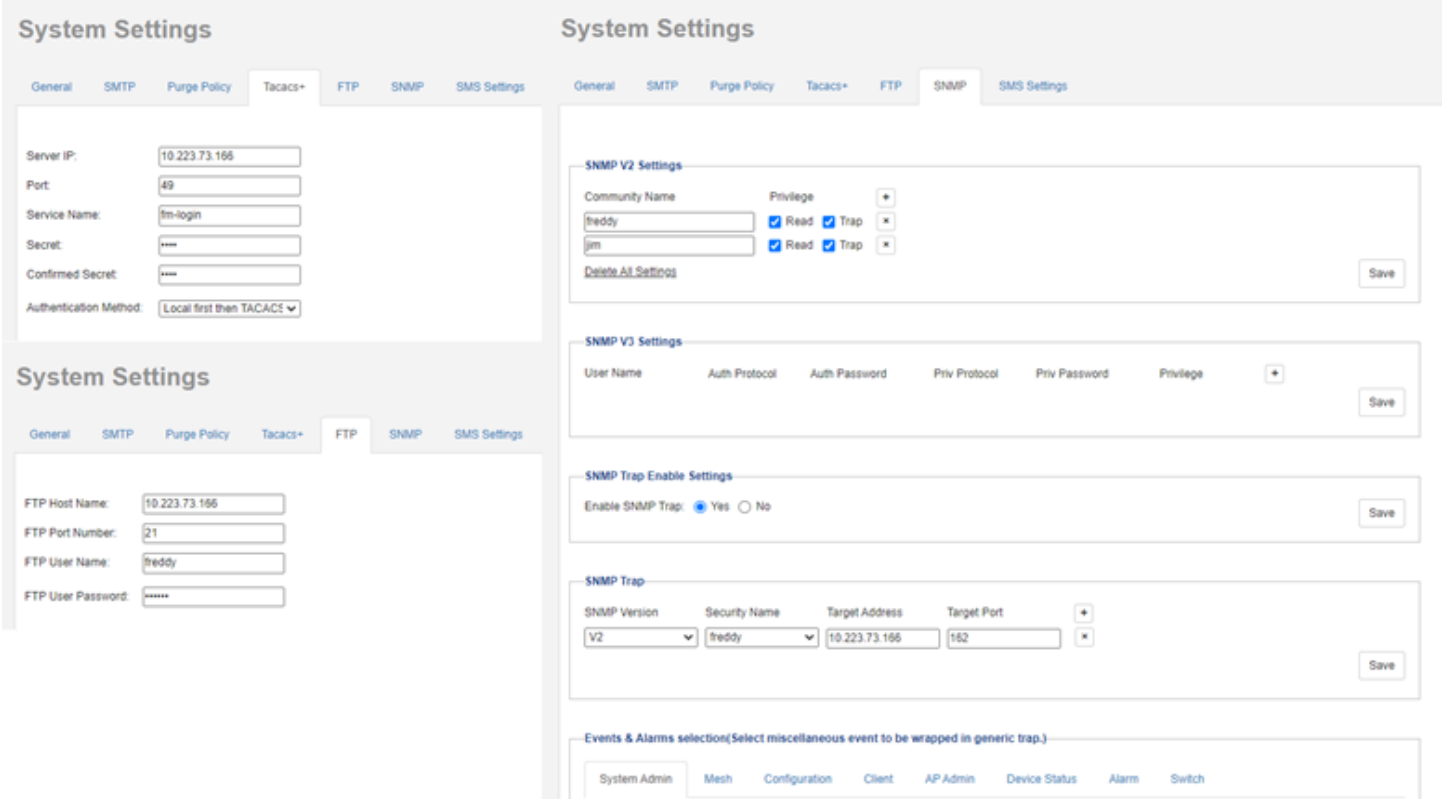 System Settings
General SMTP Purge Policy Tacacs+ FTP SNMP SMS Settings
Server IP: 10.223.73.166
Port: 49
Service Name: fm-login
Secret: ••••
Confirmed Secret: ••••
Authentication Method: Local first then TACACS
System Settings
General SMTP Purge Policy Tacacs+ FTP SNMP SMS Settings
FTP Host Name: 10.223.73.166
FTP Port Number: 21
FTP User Name: freddy
FTP User Password: ••••••
System Settings
General SMTP Purge Policy Tacacs+ FTP SNMP SMS Settings
SNMP V2 Settings
Community Name Privilege +
freddy Read Trap ×
jim Read Trap ×
Delete All Settings
Save
SNMP V3 Settings
User Name Auth Protocol Auth Password Priv Protocol Priv Password Privilege +
Save
SNMP Trap Enable Settings
Enable SNMP Trap: Yes No
Save
SNMP Trap
SNMP Version Security Name Target Address Target Port +
V2 freddy 10.223.73.166 162 ×
Save
Events & Alarms selection(Select miscellaneous event to be wrapped in generic trap.)
System Admin Mesh Configuration Client AP Admin Device Status Alarm Switch